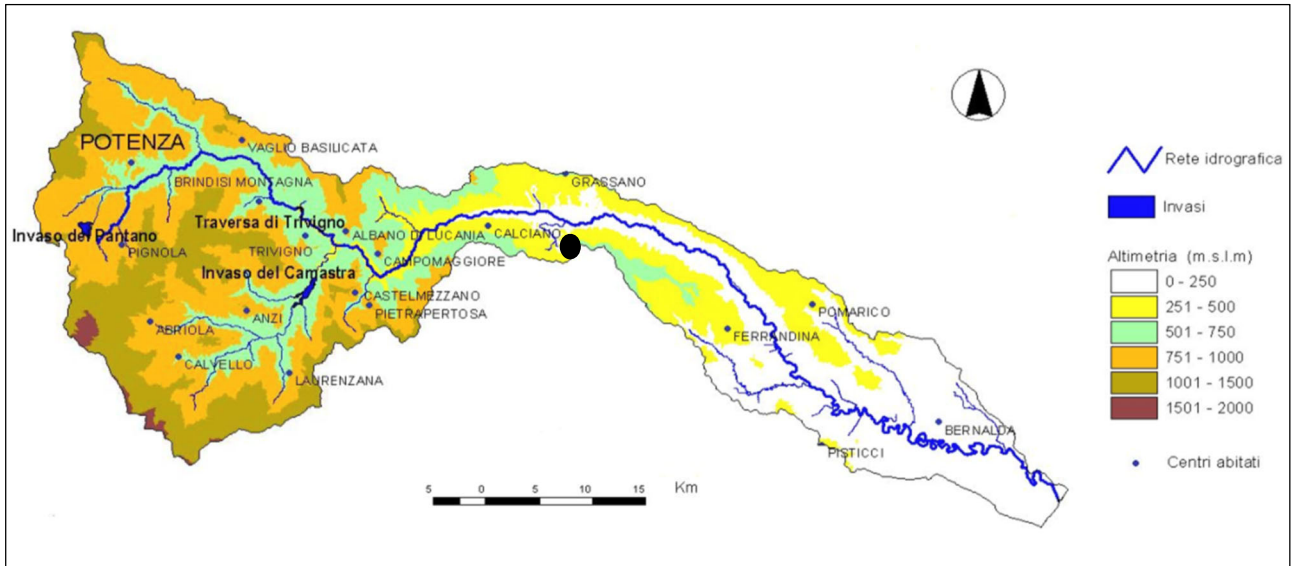 POTENZA
VAGLIO BASILICATA
BRINDISI MONTAGNA
GRASSANO
Traversa di Trivigno
Invaso del Pantano
ALBANO DI LUCANIA
CALCIANO
PIGNOLA
TRIVIGNO
CAMPOMAGGIORE
Invaso del Camastra
CASTELMEZZANO
PIETRAPERTOSA
ANZI
ABRIOLA
POMARICO
FERRANDINA
CALVELLO
LAURENZANA
BERNALDA
PISTICCI
5 0 5 10 15 Km
Rete idrografica
Invasi
Altimetria (m.s.l.m)
0 - 250
251 - 500
501 - 750
751 - 1000
1001 - 1500
1501 - 2000
Centri abitati